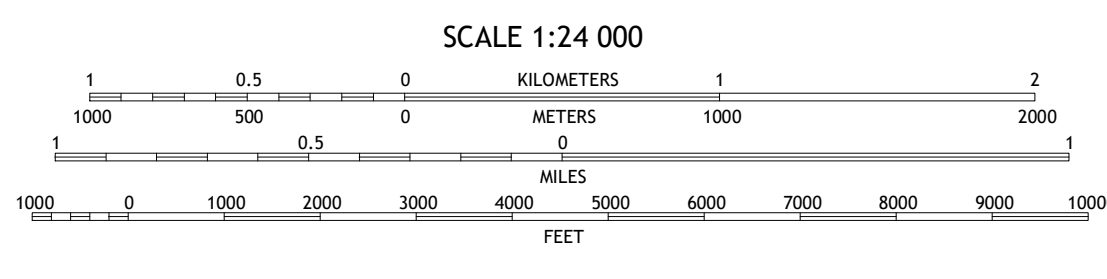 SCALE 1:24 000
1 0.5 0 KILOMETERS 1 2
1000 500 0 METERS 1000 2000
1 0.5 0 1
MILES
1000 0 1000 2000 3000 4000 5000 6000 7000 8000 9000 1000
FEET